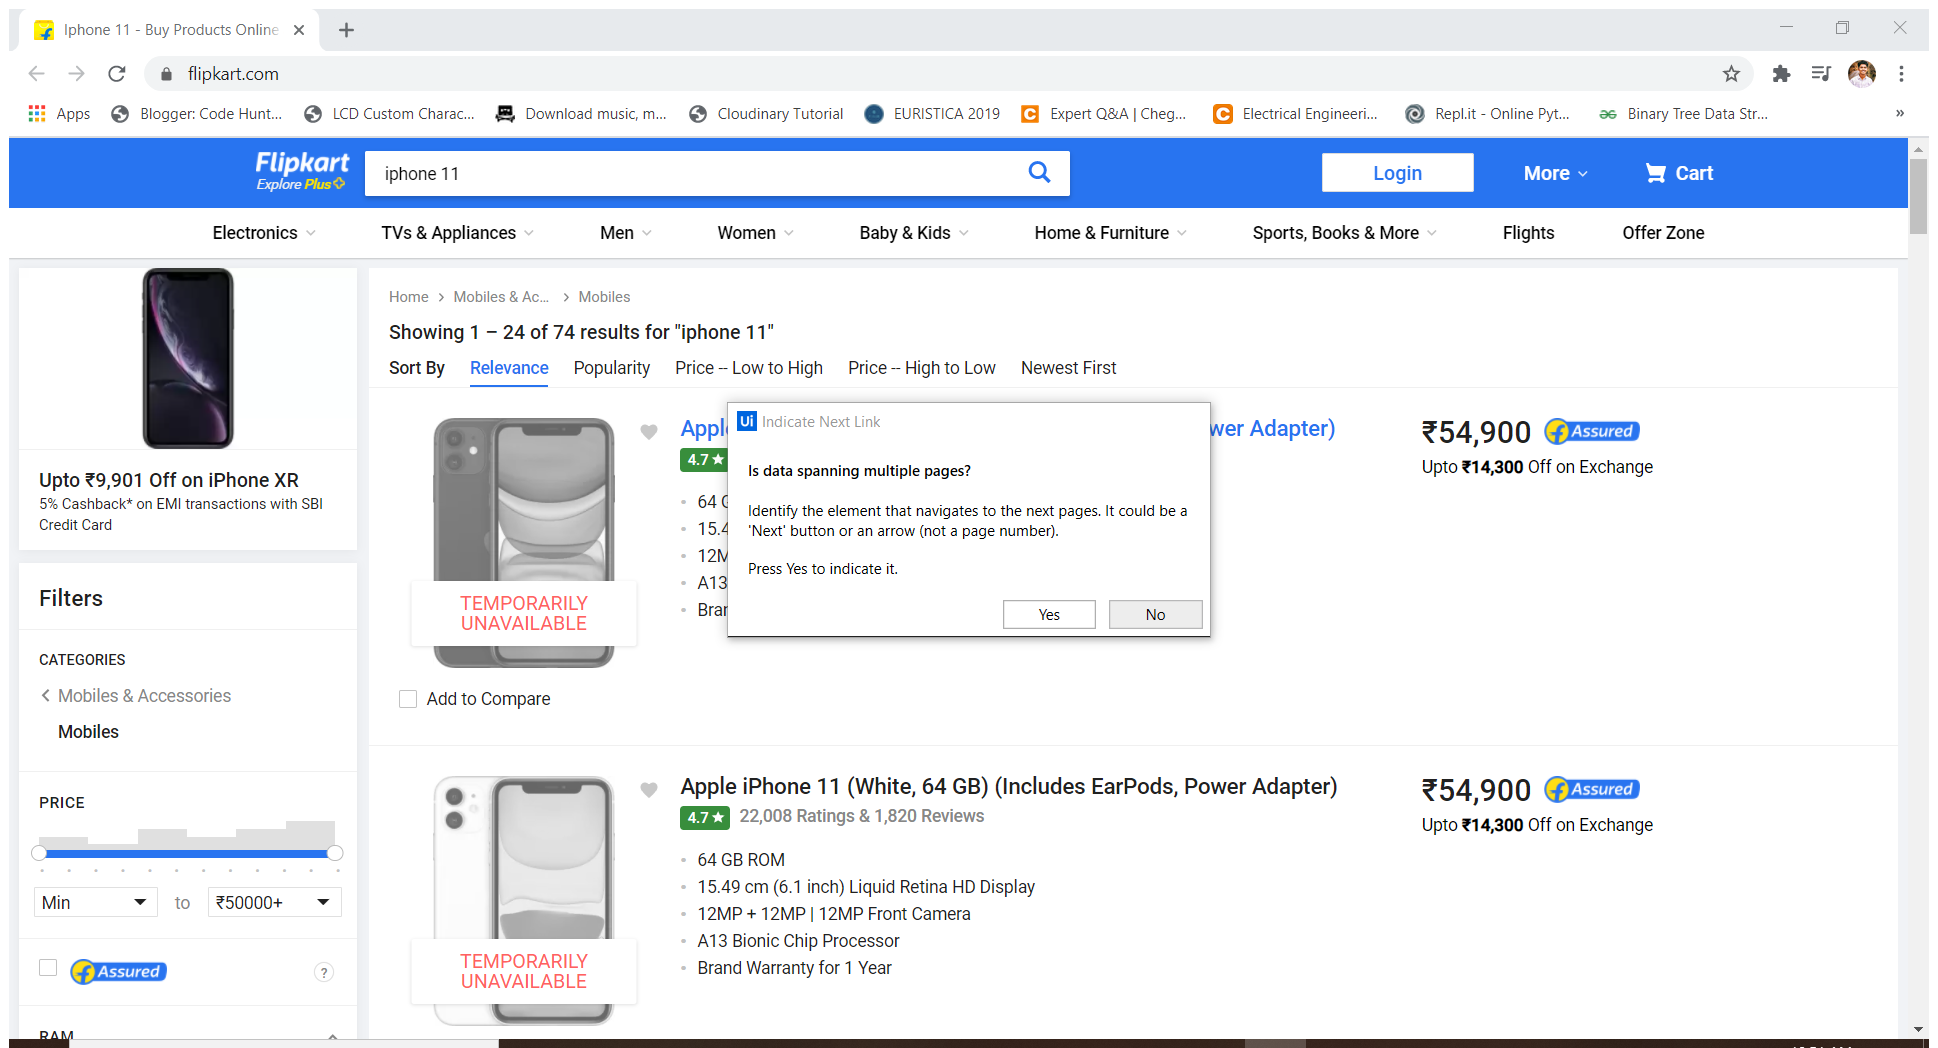 Iphone 11 - Buy Products Online
flipkart.com
Apps
Blogger: Code Hunt...
LCD Custom Charac...
Download music, m...
Cloudinary Tutorial
EURISTICA 2019
Expert Q&A | Cheg...
Electrical Engineeri...
Repl.it - Online Pyt...
Binary Tree Data Str...
»
Flipkart
Explore Plus
iphone 11
Login
More
Cart
Electronics
TVs & Appliances
Men
Women
Baby & Kids
Home & Furniture
Sports, Books & More
Flights
Offer Zone
Upto ₹9,901 Off on iPhone XR
5% Cashback* on EMI transactions with SBI
Credit Card
Filters
CATEGORIES
Mobiles & Accessories
Mobiles
PRICE
Min to ₹50000+
Assured
?
RAM
Home > Mobiles & Ac... > Mobiles
Showing 1 – 24 of 74 results for "iphone 11"
Sort By Relevance Popularity Price -- Low to High Price -- High to Low Newest First
wer Adapter)
4.7★
64
15.4
12M
A13
TEMPORARILY
UNAVAILABLE
Add to Compare
₹54,900 Assured
Upto ₹14,300 Off on Exchange
Ui Indicate Next Link
Is data spanning multiple pages?
Identify the element that navigates to the next pages. It could be a
'Next' button or an arrow (not a page number).
Press Yes to indicate it.
Yes No
Apple iPhone 11 (White, 64 GB) (Includes EarPods, Power Adapter)
4.7★ 22,008 Ratings & 1,820 Reviews
64 GB ROM
15.49 cm (6.1 inch) Liquid Retina HD Display
12MP + 12MP | 12MP Front Camera
A13 Bionic Chip Processor
Brand Warranty for 1 Year
TEMPORARILY
UNAVAILABLE
₹54,900 Assured
Upto ₹14,300 Off on Exchange